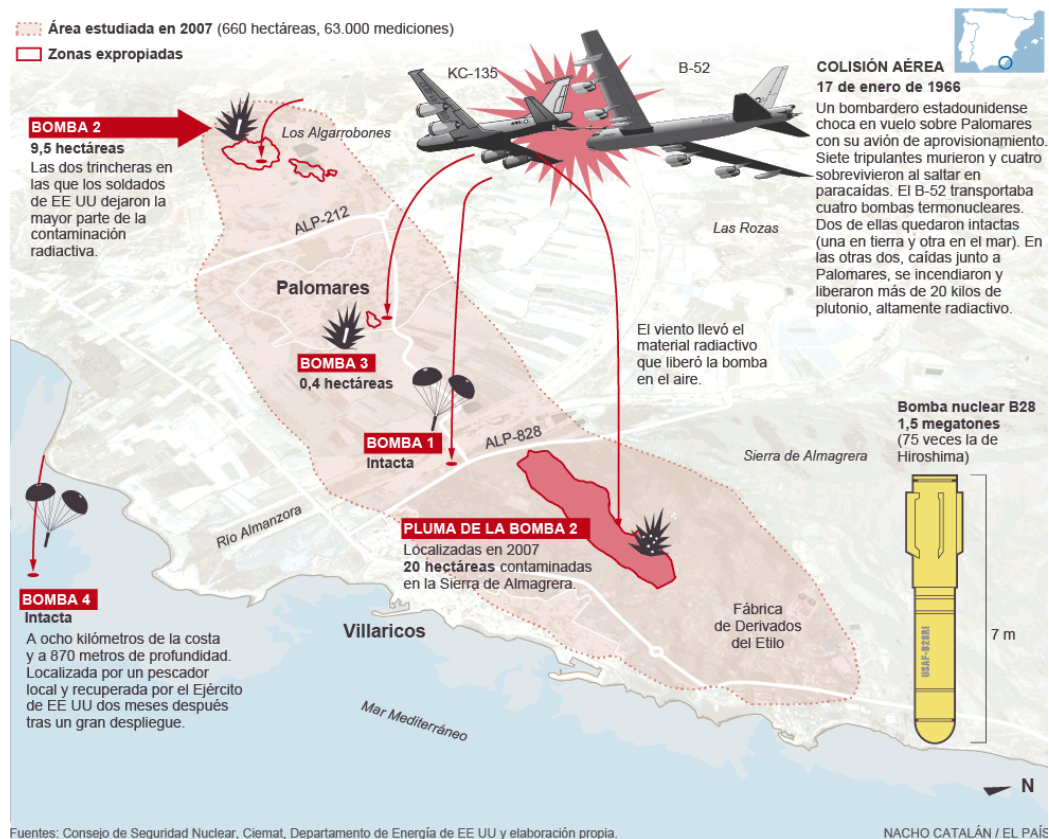 Área estudiada en 2007 (660 hectáreas, 63.000 mediciones)
Zonas expropiadas
KC-135
B-52
COLISIÓN AÉREA
17 de enero de 1966
Un bombardero estadounidense
choca en vuelo sobre Palomares
con su avión de aprovisionamiento.
Siete tripulantes murieron y cuatro
sobrevivieron al saltar en
paracaídas. El B-52 transportaba
cuatro bombas termonucleares.
Dos de ellas quedaron intactas
(una en tierra y otra en el mar). En
las otras dos, caídas junto a
Palomares, se incendiaron y
liberaron más de 20 kilos de
plutonio, altamente radiactivo.
BOMBA 2
9,5 hectáreas
Las dos trincheras en
las que los soldados
de EE UU dejaron la
mayor parte de la
contaminación
radiactiva.
Los Algarrobones
ALP-212
Las Rozas
Palomares
BOMBA 3
0,4 hectáreas
El viento llevó el
material radiactivo
que liberó la bomba
en el aire.
BOMBA 1
Intacta
ALP-828
Sierra de Almagrera
Bomba nuclear B28
1,5 megatones
(75 veces la de
Hiroshima)
USAF-B28RI
7 m
Río Almanzora
PLUMA DE LA BOMBA 2
Localizadas en 2007
20 hectáreas contaminadas
en la Sierra de Almagrera.
BOMBA 4
Intacta
A ocho kilómetros de la costa
y a 870 metros de profundidad.
Localizada por un pescador
local y recuperada por el Ejército
de EE UU dos meses después
tras un gran despliegue.
Villaricos
Fábrica
de Derivados
del Etilo
Mar Mediterráneo
N
Fuentes: Consejo de Seguridad Nuclear, Ciemat, Departamento de Energía de EE UU y elaboración propia.
NACHO CATALÁN / EL PAÍS